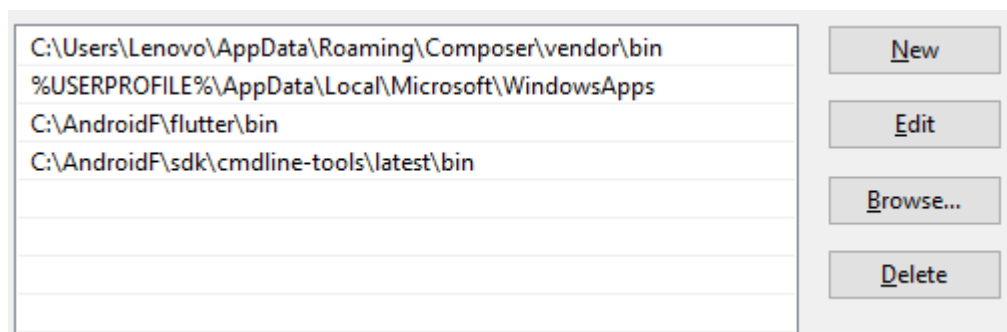 C:\Users\Lenovo\AppData\Roaming\Composer\vendor\bin
%USERPROFILE%\AppData\Local\Microsoft\WindowsApps
C:\AndroidF\flutter\bin
C:\AndroidF\sdk\cmdline-tools\latest\bin
New
Edit
Browse...
Delete